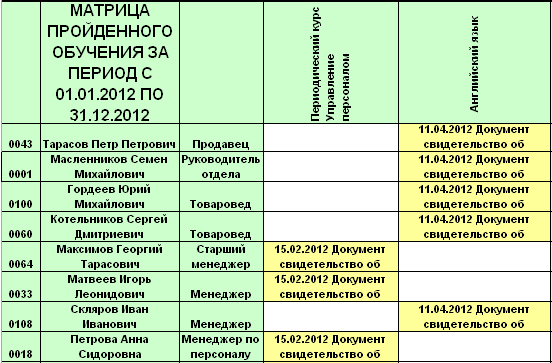 МАТРИЦА
ПРОЙДЕННОГО
ОБУЧЕНИЯ ЗА
ПЕРИОД С
01.01.2012 ПО
31.12.2012
Периодический курс
Управление
персоналом
Английский язык
0043 Тарасов Петр Петрович Продавец 11.04.2012 Документ
свидетельство об
Масленников Семен Руководитель 11.04.2012 Документ
0001 Михайлович отдела свидетельство об
Гордеев Юрий 11.04.2012 Документ
0100 Михайлович Товаровед свидетельство об
Котельников Сергей 11.04.2012 Документ
0060 Дмитриевич Товаровед свидетельство об
Максимов Георгий Старший 15.02.2012 Документ
0064 Тарасович менеджер свидетельство об
Матвеев Игорь 15.02.2012 Документ
0033 Леонидович Менеджер свидетельство об
Скляров Иван 11.04.2012 Документ
0108 Иванович Менеджер свидетельство об
Петрова Анна Менеджер по 15.02.2012 Документ
0018 Сидоровна персоналу свидетельство об